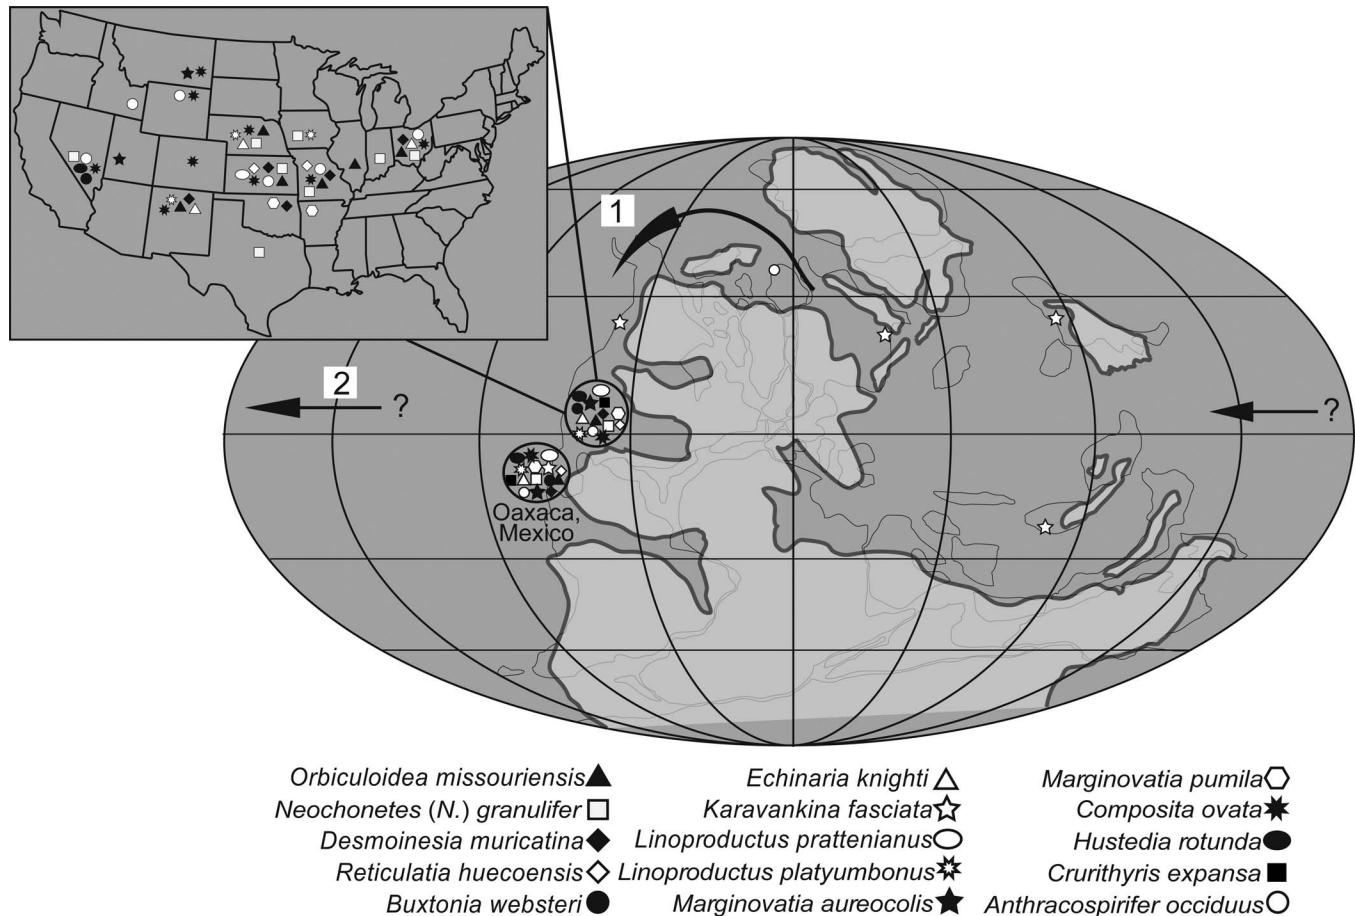 1
2
?
?
Oaxaca,
Mexico
Orbiculoidea missouriensis
Neochonetes (N.) granulifer
Desmoinesia muricatina
Reticulatia huecoensis
Buxtonia websteri
Echinaria knighti
Karavankina fasciata
Linoproductus prattenianus
Linoproductus platyumbonus
Marginovatia aureocolis
Marginovatia pumila
Composita ovata
Hustedia rotunda
Crurithyris expansa
Anthracospirifer occiduus